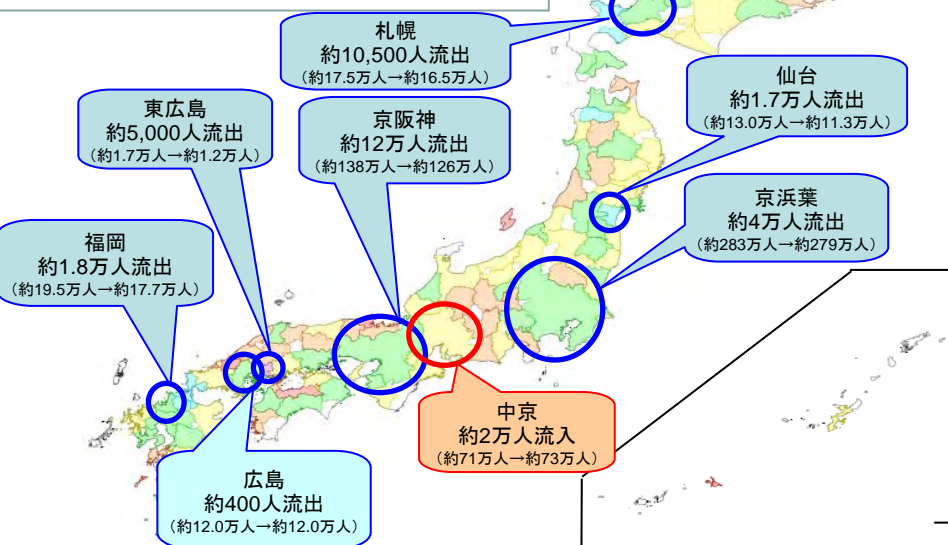 札幌
約10,500人流出
（約17.5万人→約16.5万人）
仙台
約1.7万人流出
（約13.0万人→約11.3万人）
東広島
約5,000人流出
（約1.7万人→約1.2万人）
京阪神
約12万人流出
（約138万人→約126万人）
京浜葉
約4万人流出
（約283万人→約279万人）
福岡
約1.8万人流出
（約19.5万人→約17.7万人）
中京
約2万人流入
（約71万人→約73万人）
広島
約400人流出
（約12.0万人→約12.0万人）